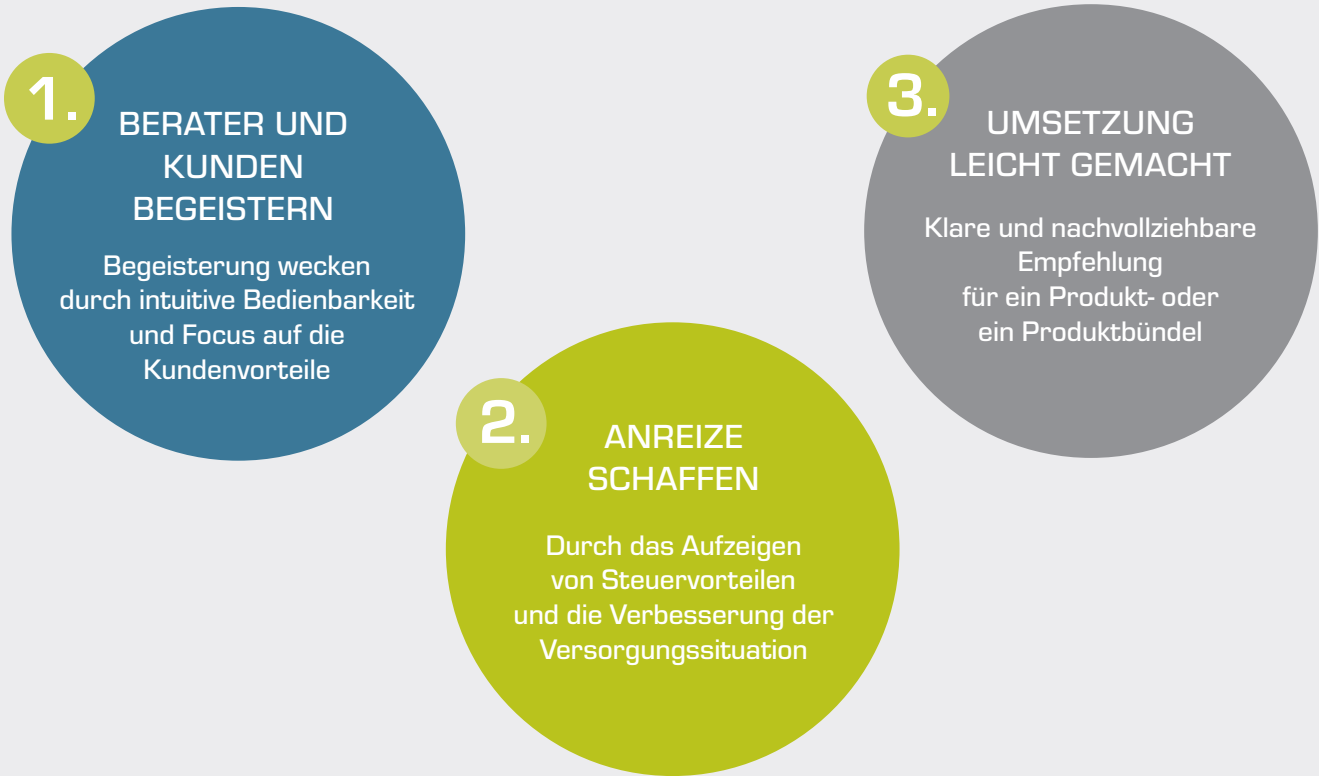 1.
BERATER UND
KUNDEN
BEGEISTERN
Begeisterung wecken
durch intuitive Bedienbarkeit
und Focus auf die
Kundenvorteile
2.
ANREIZE
SCHAFFEN
Durch das Aufzeigen
von Steuervorteilen
und die Verbesserung der
Versorgungssituation
3.
UMSETZUNG
LEICHT GEMACHT
Klare und nachvollziehbare
Empfehlung
für ein Produkt- oder
ein Produktbündel